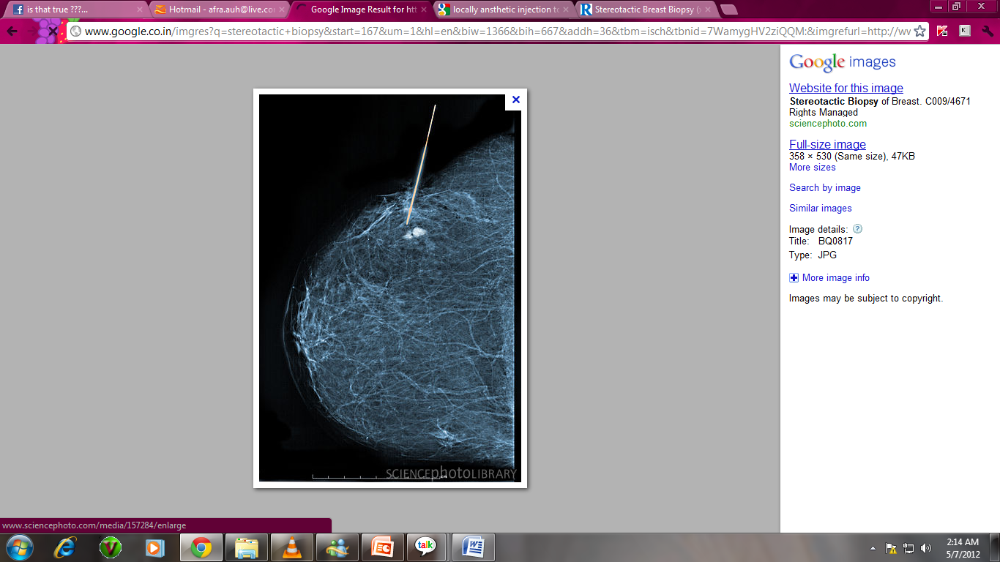 is that true ???...
Hotmail - afra.auh@live.co
Google Image Result for htt
locally ansthetic injection to
Stereotactic Breast Biopsy (
www.google.co.in/imgres?q=stereotactic+biopsy&start=167&um=1&hl=en&biw=1366&bih=667&addh=36&tbm=isch&tbnid=7WamygHV2ziQQM:&imgrefurl=http://w
Google images
Website for this image
Stereotactic Biopsy of Breast. C009/4671
Rights Managed
sciencephoto.com
Full-size image
358 × 530 (Same size), 47KB
More sizes
Search by image
Similar images
Image details: ?
Title: BQ0817
Type: JPG
More image info
Images may be subject to copyright.
SCIENCEphotoLIBRARY
cm
www.sciencephoto.com/media/157284/enlarge
talk
2:14 AM
5/7/2012